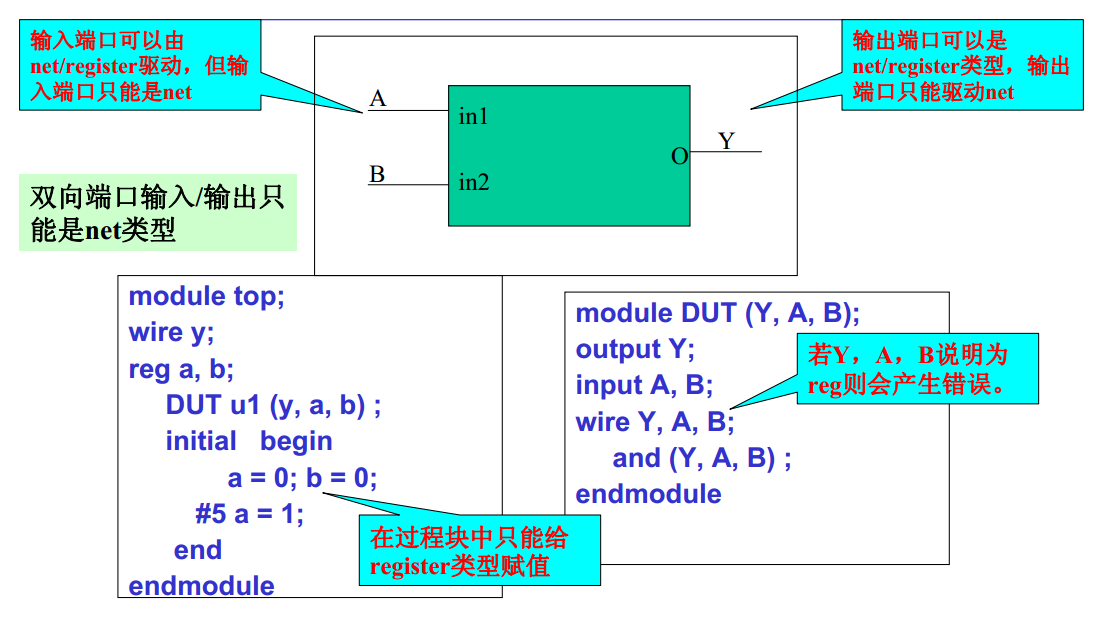 输入端口可以由
net/register驱动，但输
入端口只能是net
输出端口可以是
net/register类型，输出
端口只能驱动net
A
in1
Y
O
B
in2
双向端口输入/输出只
能是net类型
module top;
wire y;
reg a, b;
DUT u1 (y, a, b) ;
initial begin
a = 0; b = 0;
#5 a = 1;
end
endmodule
在过程块中只能给
register类型赋值
module DUT (Y, A, B);
output Y;
input A, B;
wire Y, A, B;
and (Y, A, B) ;
endmodule
若Y，A，B说明为
reg则会产生错误。